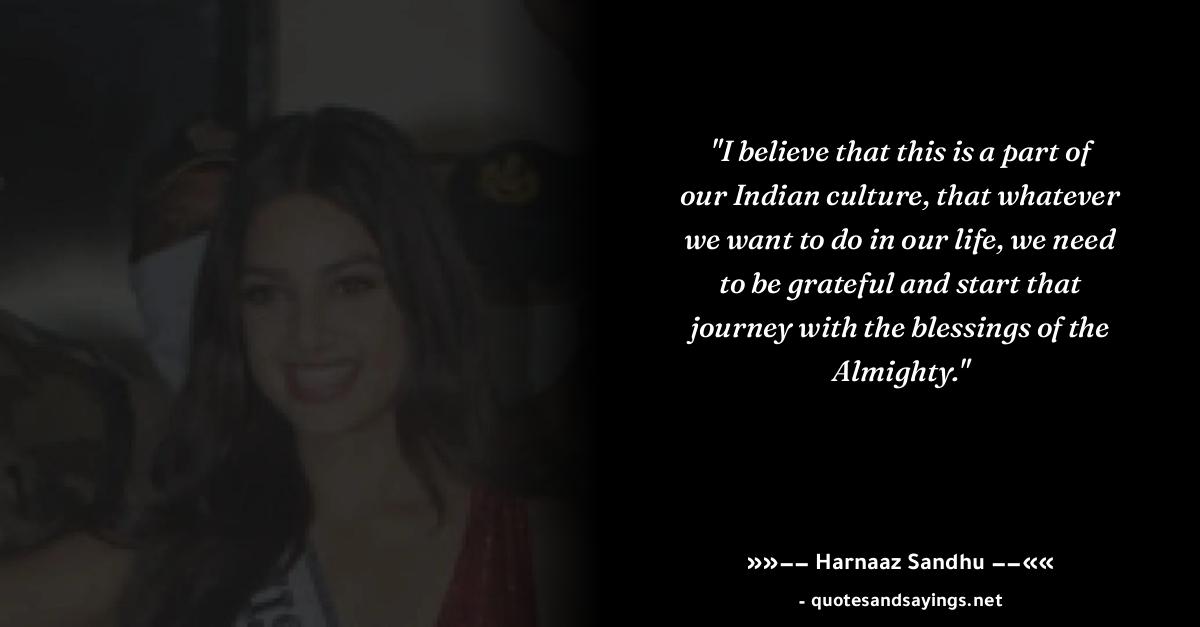 "I believe that this is a part of
our Indian culture, that whatever
we want to do in our life, we need
to be grateful and start that
journey with the blessings of the
Almighty."
»»−− Harnaaz Sandhu −−««
- quotesandsayings.net